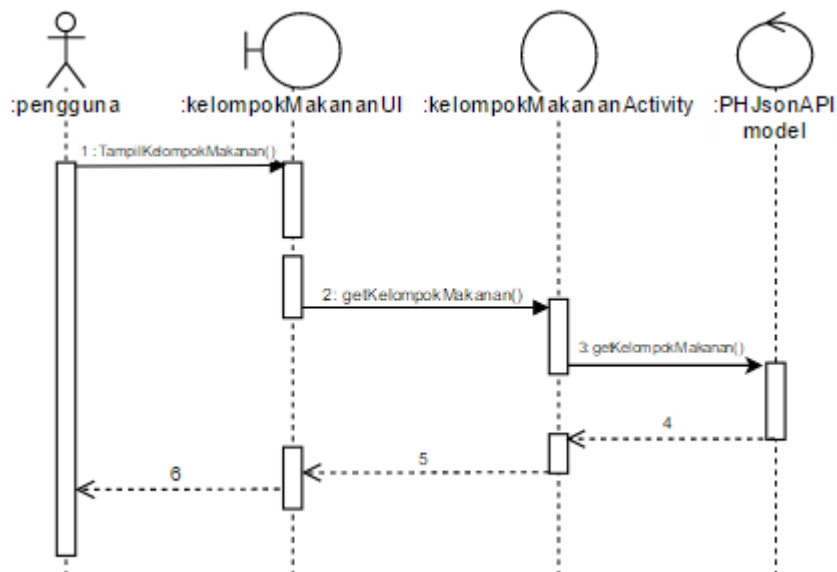 :pengguna
:kelompokMakananUI
:kelompokMakananActivity
:PHJsonAPI
model
1 : TampilKelompokMakanan()
2: getKelompokMakanan()
3: getKelompokMakanan()
4
5
6